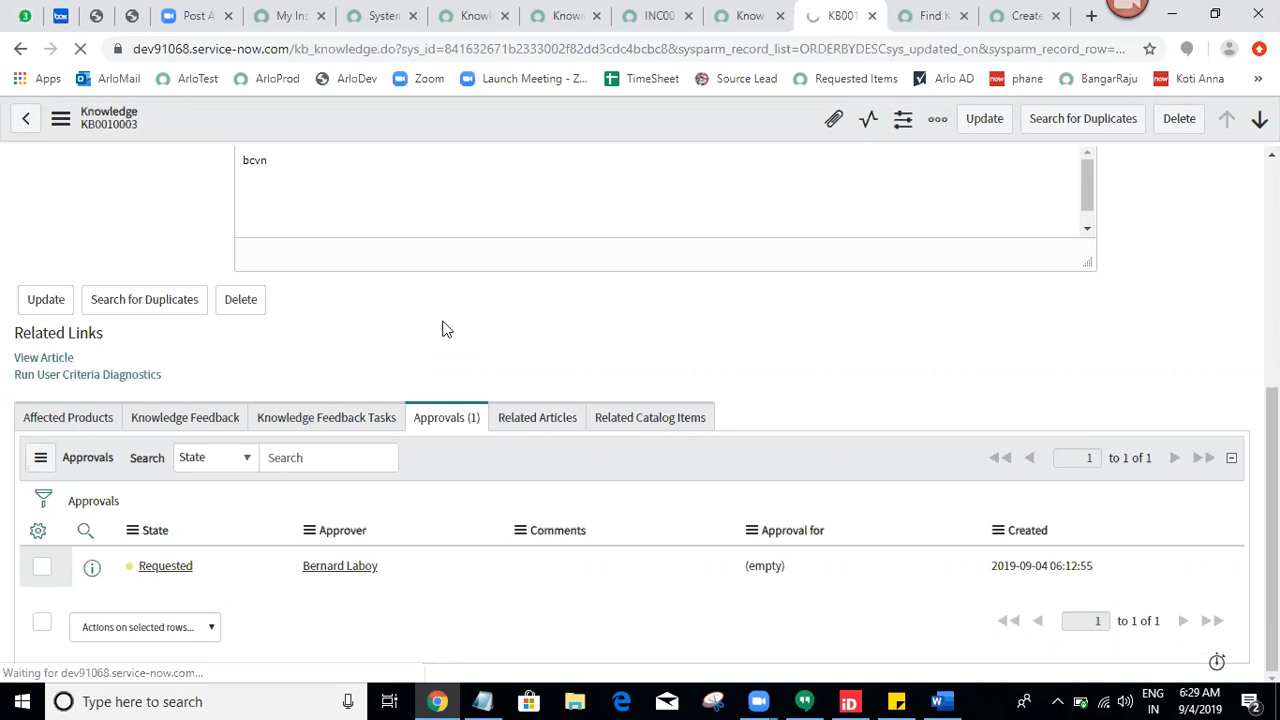 Post A
My Ins
System
Knowl
Know
INC00
Know
KB001
Find K
Create
dev91068.service-now.com/kb_knowledge.do?sys_id=841632671b2333002f82dd3cdc4bcbc8&sysparm_record_list=ORDERBYDESCsys_updated_on&sysparm_record_row=...
Apps ArloMail ArloTest ArloProd ArloDev Zoom Launch Meeting - Z... TimeSheet Source Lead Requested Items Arlo AD phane BangarRaju Koti Anna »
Knowledge
KB0010003
Update Search for Duplicates Delete
bcvn
Update Search for Duplicates Delete
Related Links
View Article
Run User Criteria Diagnostics
Affected Products Knowledge Feedback Knowledge Feedback Tasks Approvals (1) Related Articles Related Catalog Items
Approvals Search State Search 1 to 1 of 1
Approvals
State Approver Comments Approval for Created
Requested Bernard Laboy (empty) 2019-09-04 06:12:55
Actions on selected rows... 1 to 1 of 1
Waiting for dev91068.service-now.com...
Type here to search
ENG
IN
6:29 AM
9/4/2019
2